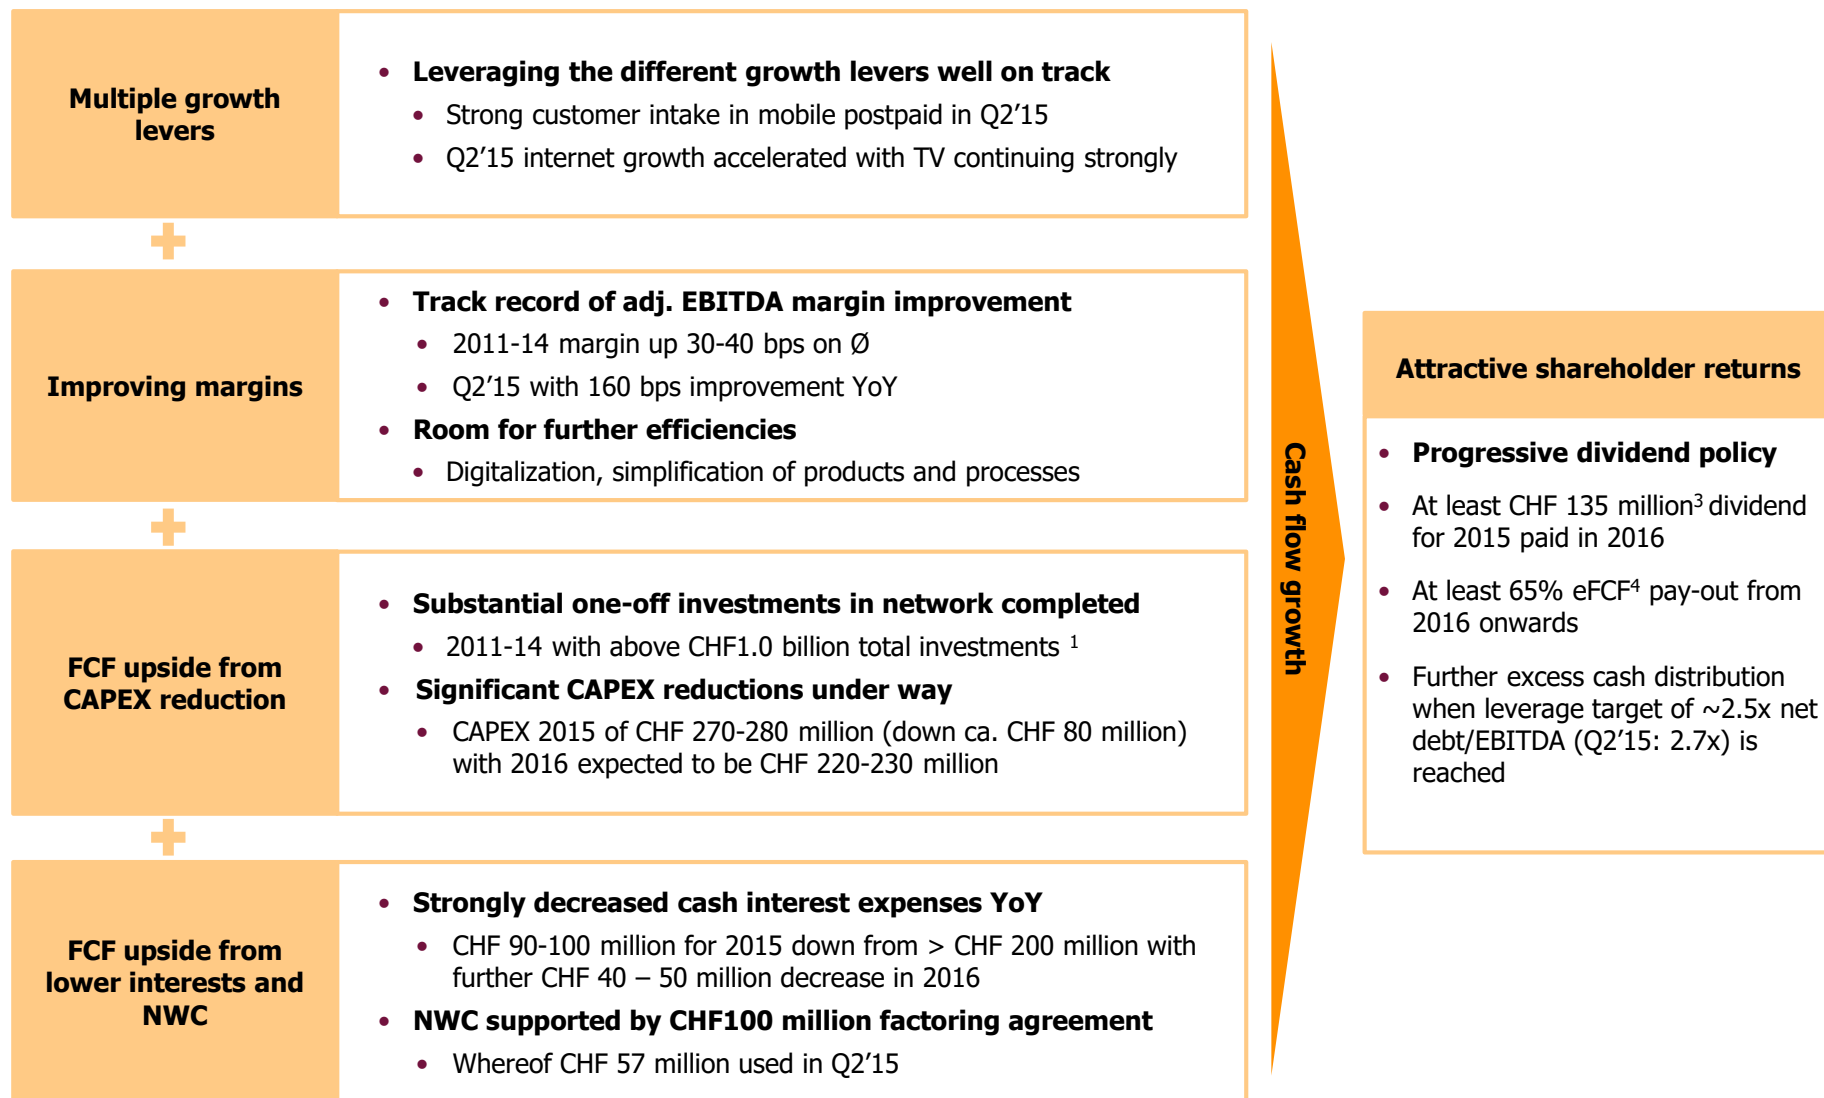 Multiple growth
levers
• Leveraging the different growth levers well on track
• Strong customer intake in mobile postpaid in Q2’15
• Q2’15 internet growth accelerated with TV continuing strongly
Improving margins
• Track record of adj. EBITDA margin improvement
• 2011-14 margin up 30-40 bps on Ø
• Q2’15 with 160 bps improvement YoY
• Room for further efficiencies
• Digitalization, simplification of products and processes
FCF upside from
CAPEX reduction
• Substantial one-off investments in network completed
• 2011-14 with above CHF1.0 billion total investments ¹
• Significant CAPEX reductions under way
• CAPEX 2015 of CHF 270-280 million (down ca. CHF 80 million)
with 2016 expected to be CHF 220-230 million
FCF upside from
lower interests and
NWC
• Strongly decreased cash interest expenses YoY
• CHF 90-100 million for 2015 down from > CHF 200 million with
further CHF 40 – 50 million decrease in 2016
• NWC supported by CHF100 million factoring agreement
• Whereof CHF 57 million used in Q2’15
Cash flow growth
Attractive shareholder returns
• Progressive dividend policy
• At least CHF 135 million³ dividend
for 2015 paid in 2016
• At least 65% eFCF⁴ pay-out from
2016 onwards
• Further excess cash distribution
when leverage target of ~2.5x net
debt/EBITDA (Q2’15: 2.7x) is
reached